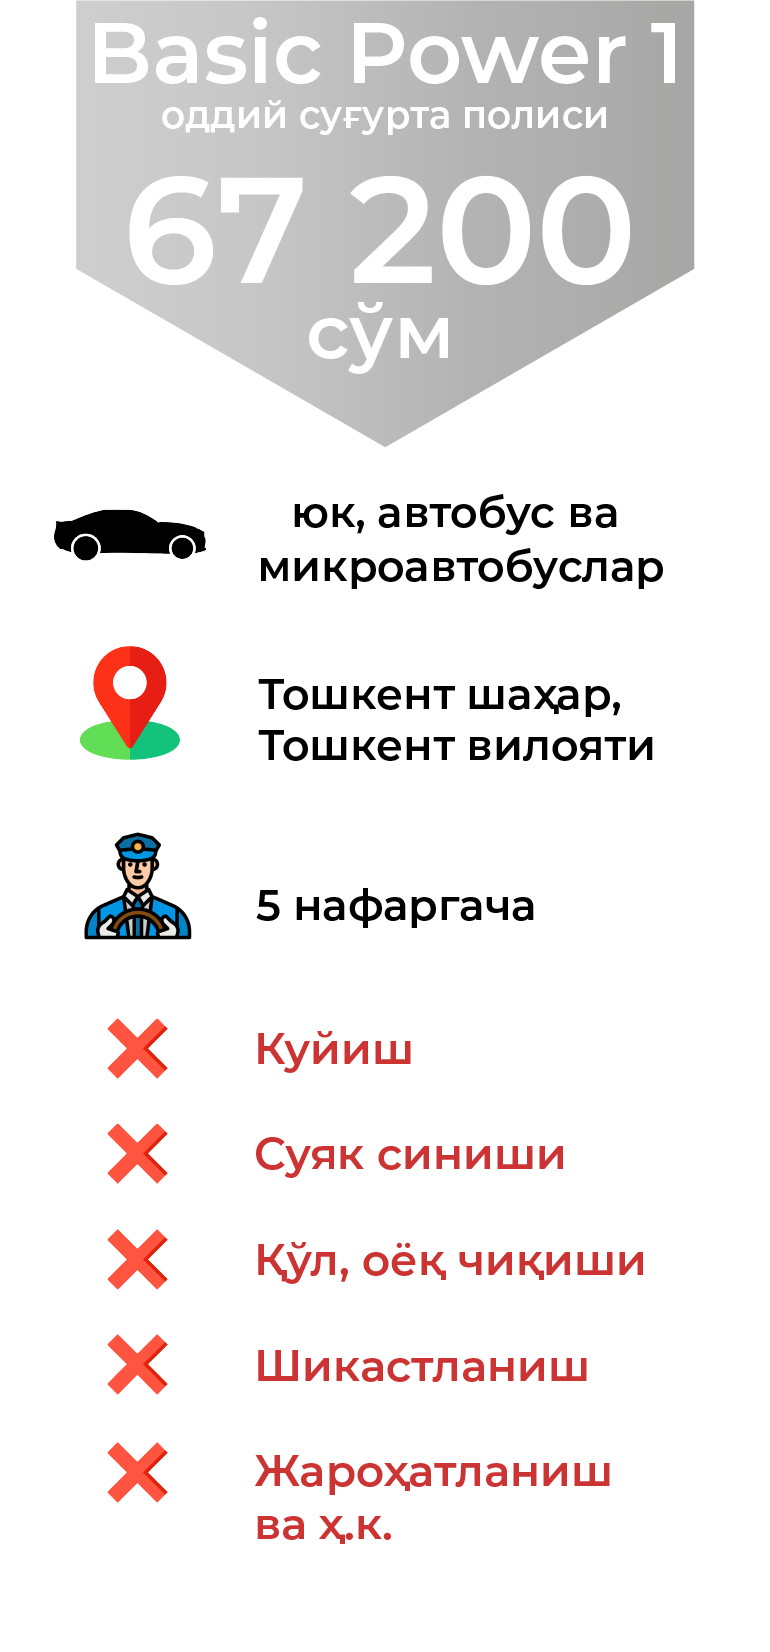 Basic Power 1
оддий суғурта полиси
67 200
сўм
юк, автобус ва
микроавтобуслар
Тошкент шаҳар,
Тошкент вилояти
5 нафаргача
Куйиш
Суяк синиши
Қўл, оёқ чиқиши
Шикастланиш
Жароҳатланиш
ва ҳ.к.